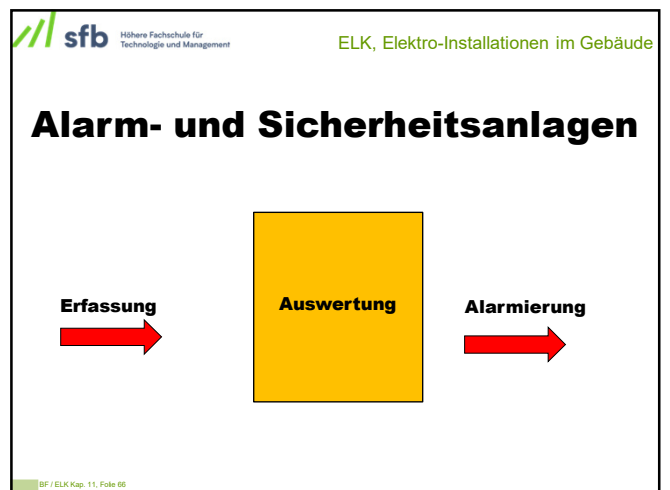 sfb Höhere Fachschule für
Technologie und Management
ELK, Elektro-Installationen im Gebäude
Alarm- und Sicherheitsanlagen
Erfassung
Auswertung
Alarmierung
BF / ELK Kap. 11, Folie 66